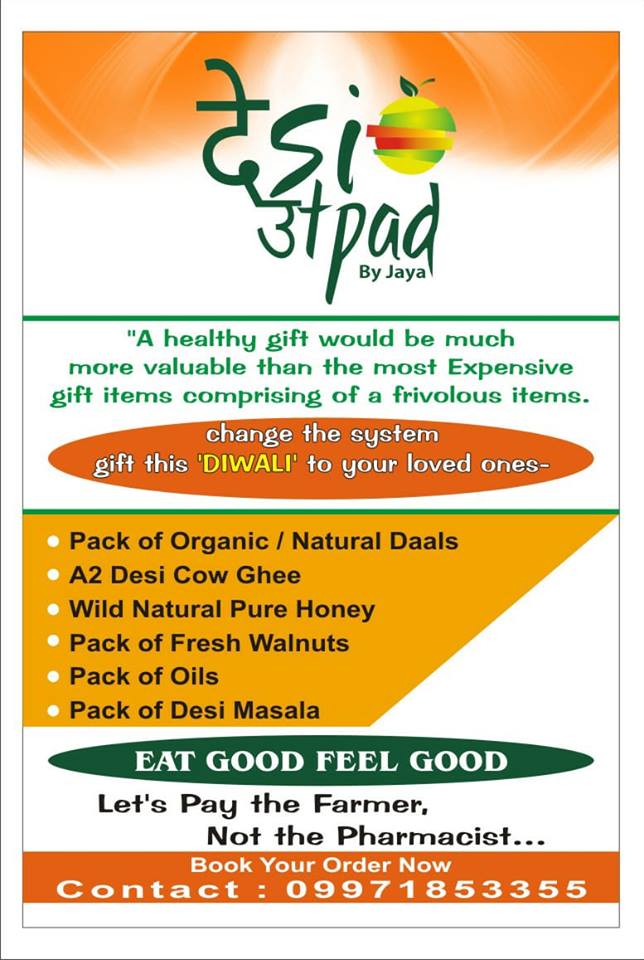 देsi
उtpad
By Jaya
"A healthy gift would be much
more valuable than the most Expensive
gift items comprising of a frivolous items.
change the system
gift this 'DIWALI' to your loved ones-
Pack of Organic / Natural Daals
A2 Desi Cow Ghee
Wild Natural Pure Honey
Pack of Fresh Walnuts
Pack of Oils
Pack of Desi Masala
EAT GOOD FEEL GOOD
Let's Pay the Farmer,
Not the Pharmacist...
Book Your Order Now
Contact : 09971853355